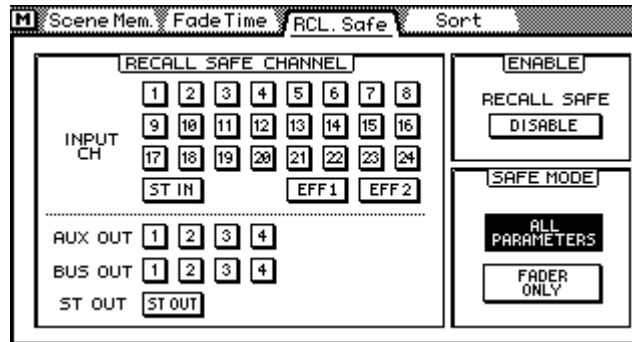 M Scene Mem. Fade Time RCL. Safe Sort
RECALL SAFE CHANNEL
INPUT CH
1 2 3 4 5 6 7 8
9 10 11 12 13 14 15 16
17 18 19 20 21 22 23 24
ST IN EFF1 EFF2
AUX OUT 1 2 3 4
BUS OUT 1 2 3 4
ST OUT ST OUT
ENABLE
RECALL SAFE
DISABLE
SAFE MODE
ALL
PARAMETERS
FADER
ONLY